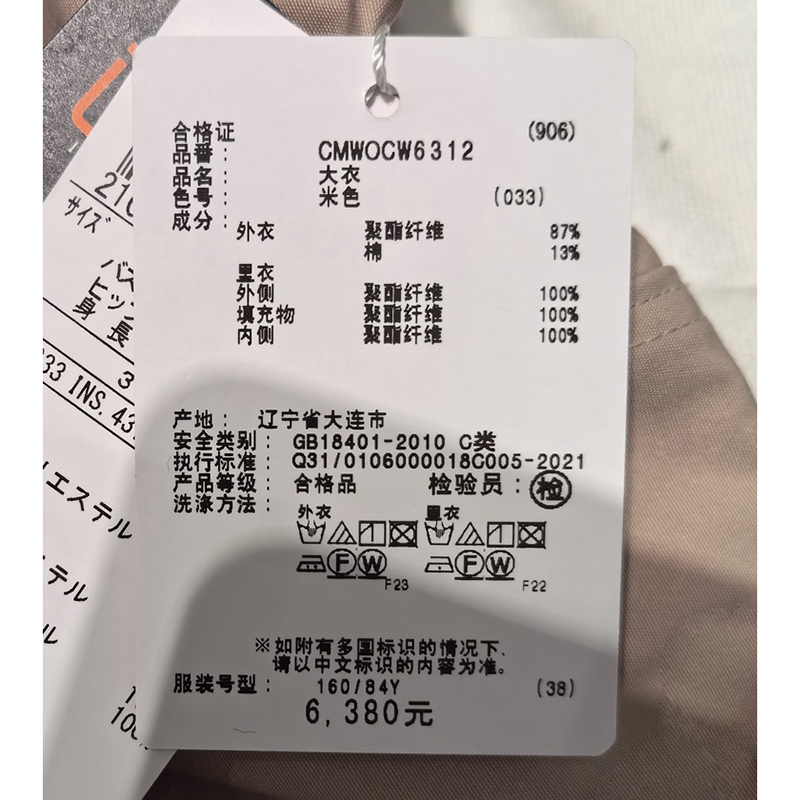 合格证 (906)
品番： CMWOCW6312
品名： 大衣
色号： 米色 (033)
成分：
外衣 聚酯纤维 87%
棉 13%
里衣
外侧 聚酯纤维 100%
填充物 聚酯纤维 100%
内侧 聚酯纤维 100%
产地： 辽宁省大连市
安全类别： GB18401-2010 C类
执行标准： Q31/0106000018C005-2021
产品等级： 合格品 检验员： 检
洗涤方法：
外衣 里衣
F W F W
F23 F22
※如附有多国标识的情况下、
请以中文标识的内容为准。
服装号型： 160/84Y (38)
6,380元
サイズ
身 長
33 INS. 43
エステル
ステル
ル